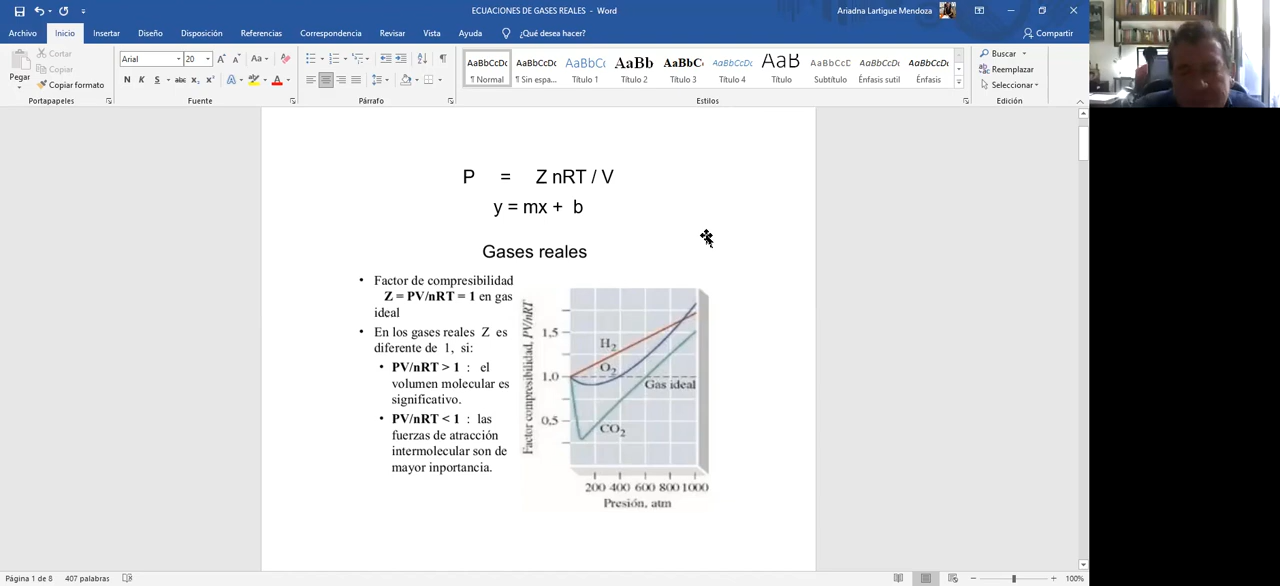 ECUACIONES DE GASES REALES - Word
Ariadna Lartigue Mendoza
Archivo Inicio Insertar Diseño Disposición Referencias Correspondencia Revisar Vista Ayuda ¿Qué desea hacer? Compartir
Pegar
Cortar
Copiar
Copiar formato
Portapapeles
Arial 20
N K S abc x₂ x²
Fuente
Párrafo
AaBbCcDc AaBbCcDc AaBbCc AaBb AaBbC AaBbCcDc AaB AaBbCcD AaBbCcDc AaBbCcDc
¶ Normal ¶ Sin espa... Título 1 Título 2 Título 3 Título 4 Título Subtítulo Énfasis sutil Énfasis
Estilos
Buscar
Reemplazar
Seleccionar
Edición
P = Z nRT / V
y = mx + b
Gases reales
• Factor de compresibilidad
Z = PV/nRT = 1 en gas
ideal
• En los gases reales Z es
diferente de 1, si:
• PV/nRT > 1 : el
volumen molecular es
significativo.
• PV/nRT < 1 : las
fuerzas de atracción
intermolecular son de
mayor inportancia.
Factor compresibilidad, PV/nRT
1,5
1.0
0,5
H₂
O₂
Gas ideal
CO₂
200 400 600 800 1000
Presión, atm
Página 1 de 8 407 palabras
100%